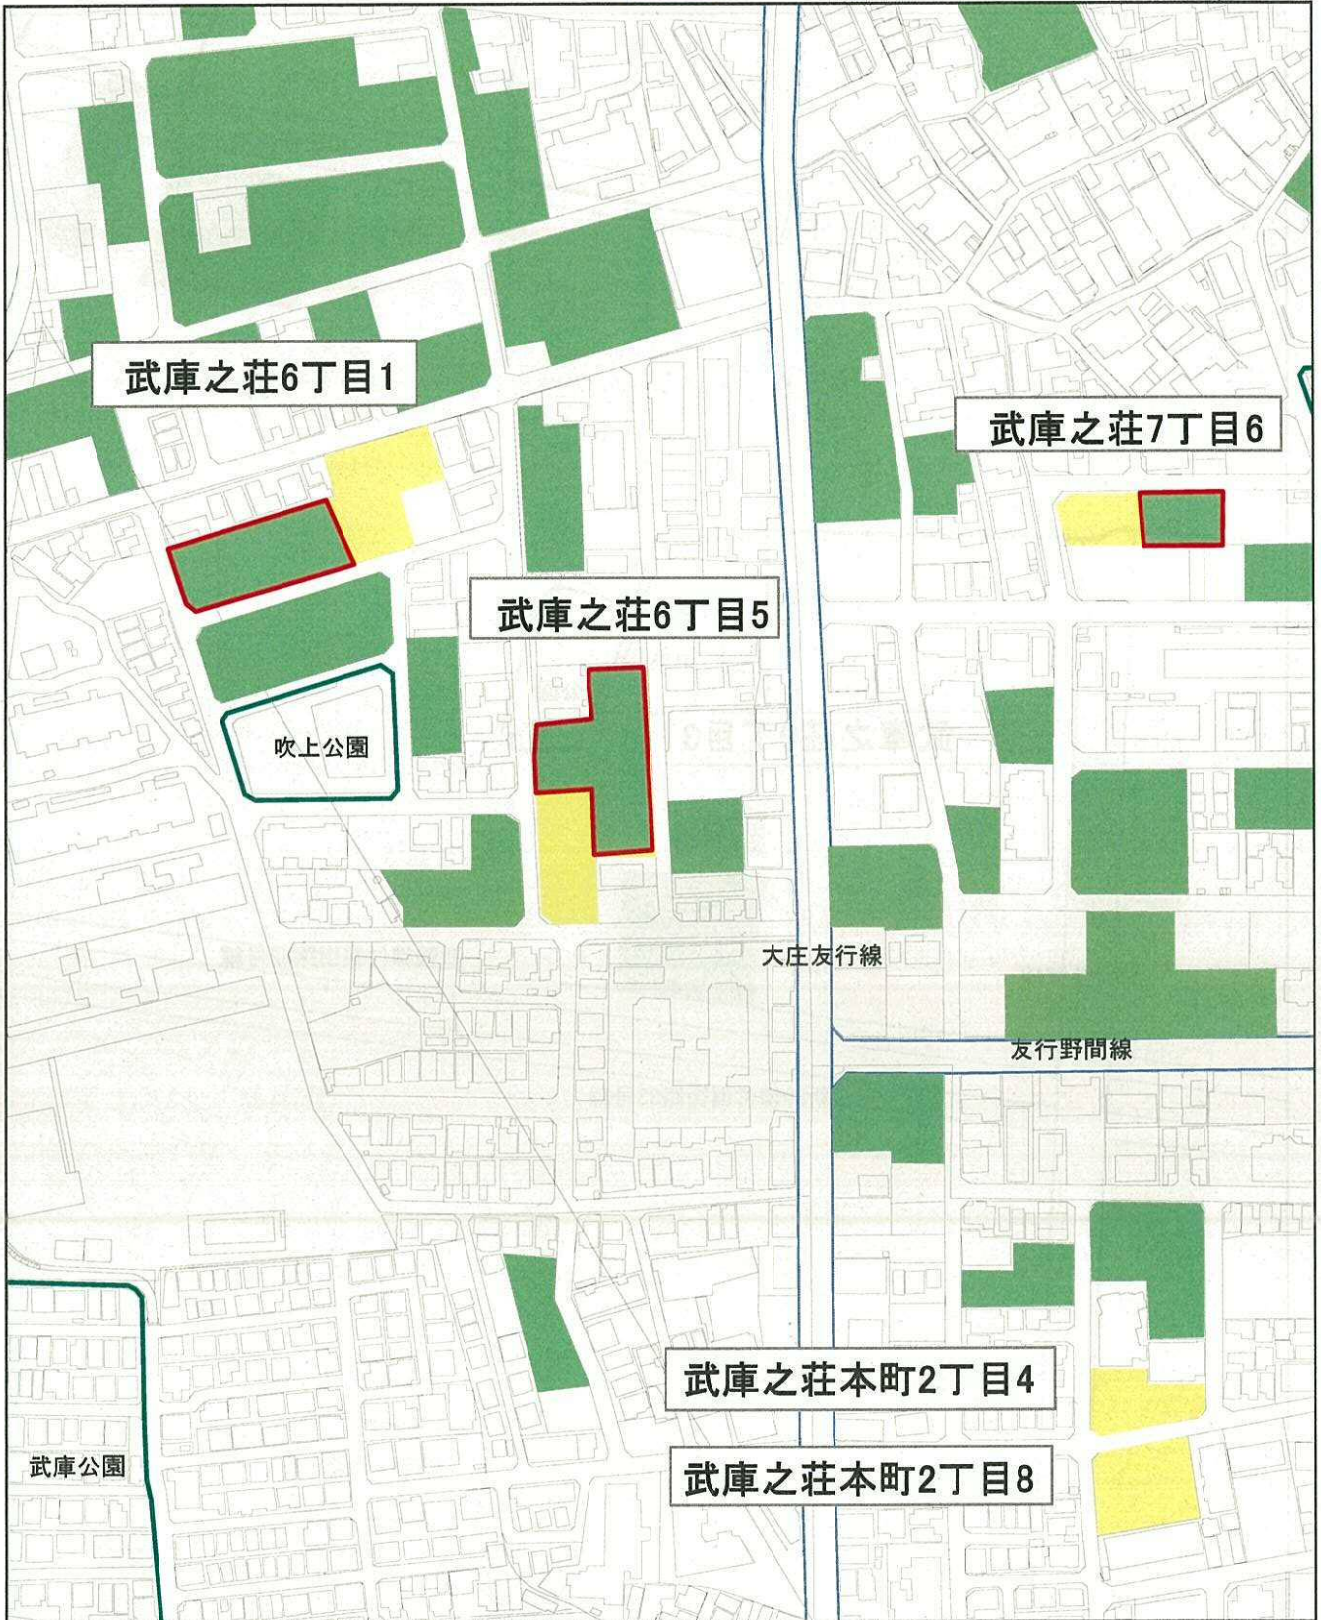 武庫之荘6丁目1
武庫之荘7丁目6
武庫之荘6丁目5
吹上公園
大庄友行線
友行野間線
武庫之荘本町2丁目4
武庫公園
武庫之荘本町2丁目8